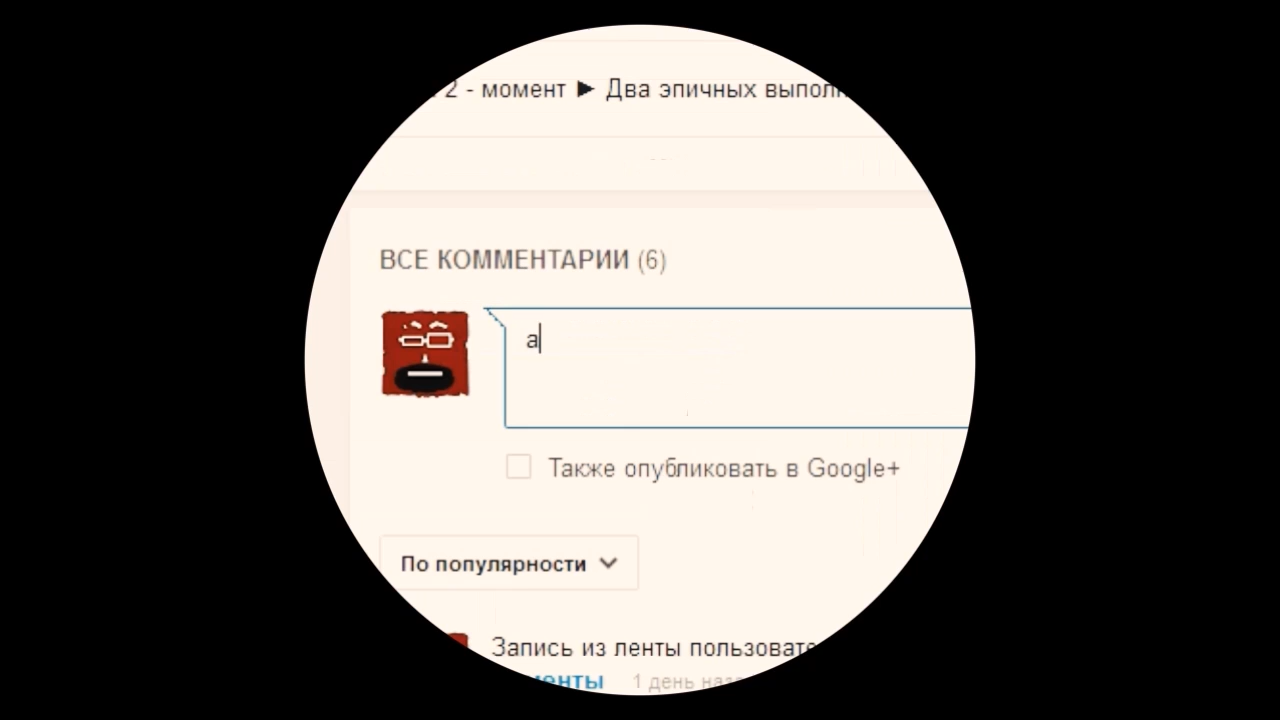 2 - момент ► Два эпичных
ВСЕ КОММЕНТАРИИ (6)
а
Также опубликовать в Google+
По популярности
Запись из ленты
1 день